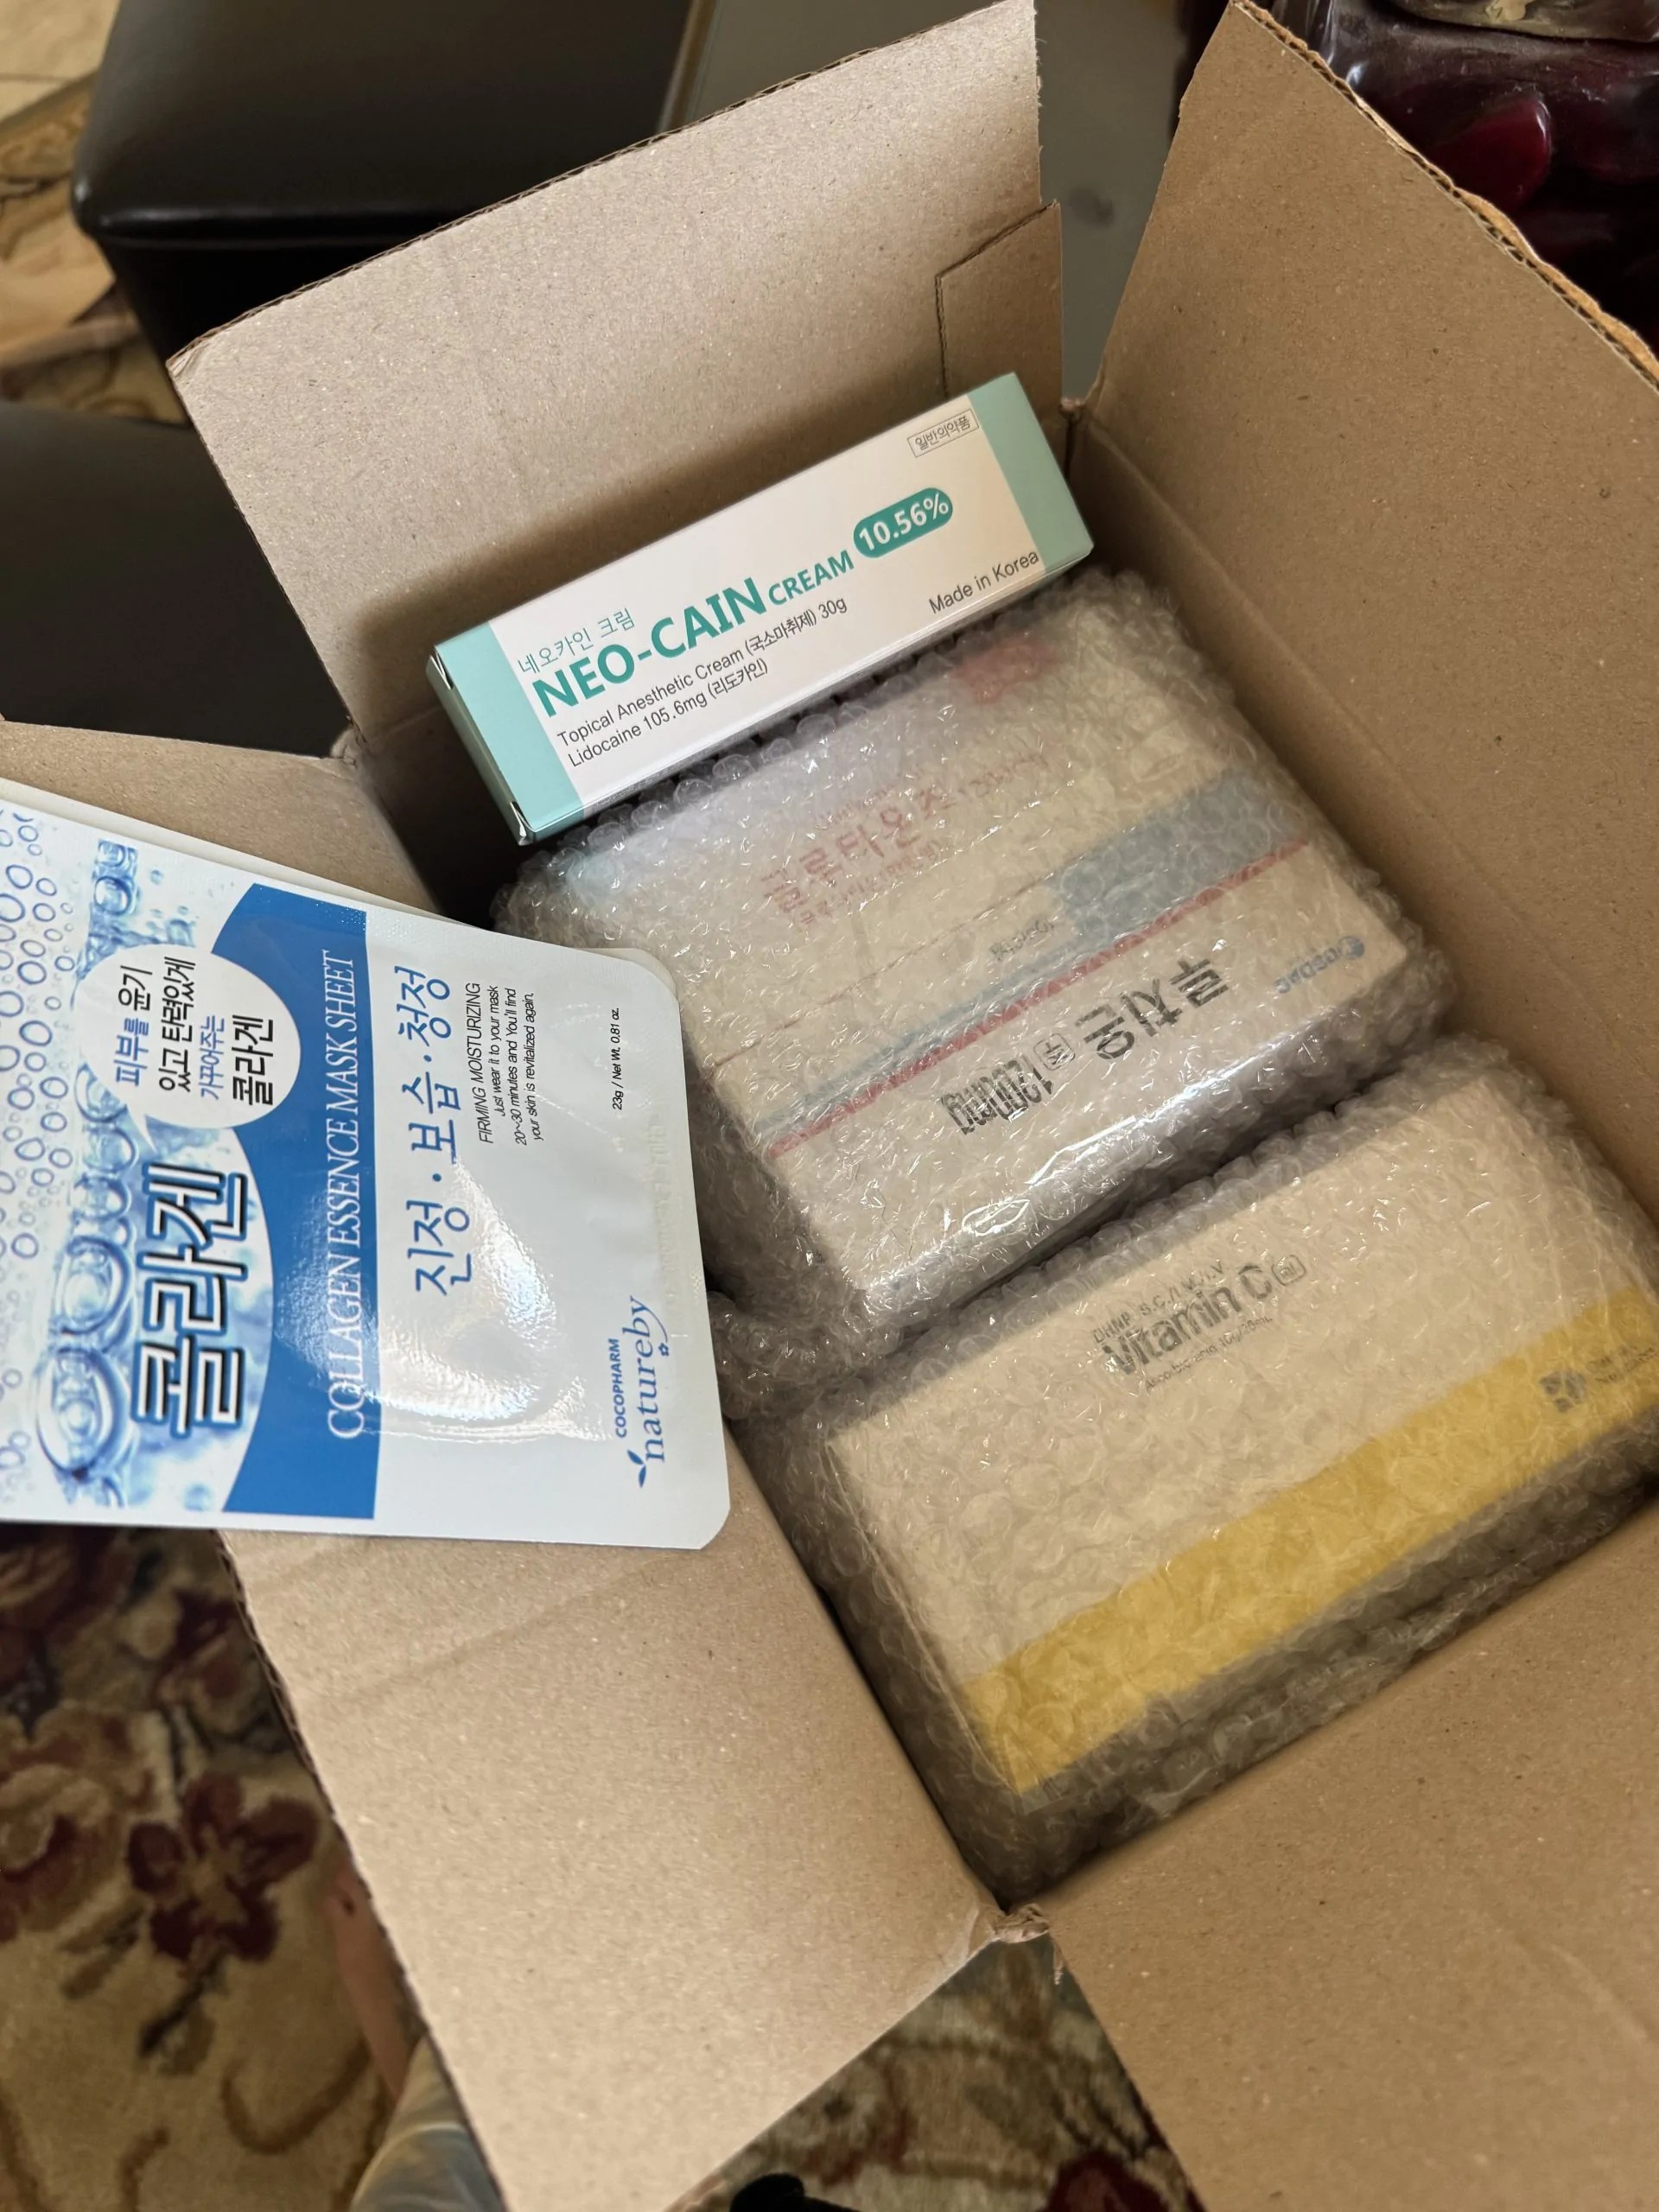 일반의약품
네오카인 크림
NEO-CAIN CREAM 10.56%
Topical Anesthetic Cream (국소마취제) 30g
Lidocaine 105.6mg (리도카인)
Made in Korea
루치온 주
1200mg
Vitamin C
피부를 윤기
있고 탄력있게
가꾸어주는
콜라겐
콜라겐
COLLAGEN ESSENCE MASK SHEET
진정·보습·청정
FIRMING MOISTURIZING
Just wear it to your mask
20~30 minutes and You'll find
your skin is revitalized again.
23g / Net Wt. 0.81 oz.
COCOPHARM
natureby